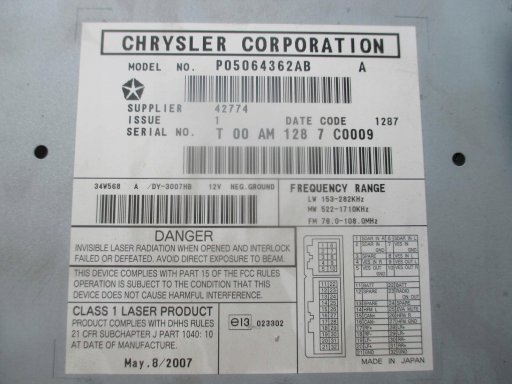 CHRYSLER CORPORATION
MODEL NO. P05064362AB A
SUPPLIER 42774
ISSUE 1 DATE CODE 1287
SERIAL NO. T 00 AM 128 7 C0009
34W568 A /DY-3007HB 12V NEG.GROUND
FREQUENCY RANGE
LW 153-282KHz
MW 522-1710KHz
FM 76.0-108.0MHz
DANGER
INVISIBLE LASER RADIATION WHEN OPENED AND INTERLOCK
FAILED OR DEFEATED. AVOID DIRECT EXPOSURE TO BEAM.
THIS DEVICE COMPLIES WITH PART 15 OF THE FCC RULES
OPERATION IS SUBJECT TO THE CONDITION THAT THIS
DEVICE DOES NOT CAUSE HARMFUL INTERFERENCE.
CLASS 1 LASER PRODUCT
PRODUCT COMPLIES WITH DHHS RULES
21 CFR SUBCHAPTER J PART 1040: 10
AT DATE OF MANUFACTURE.
e13 023302
May.8/2007
MADE IN JAPAN